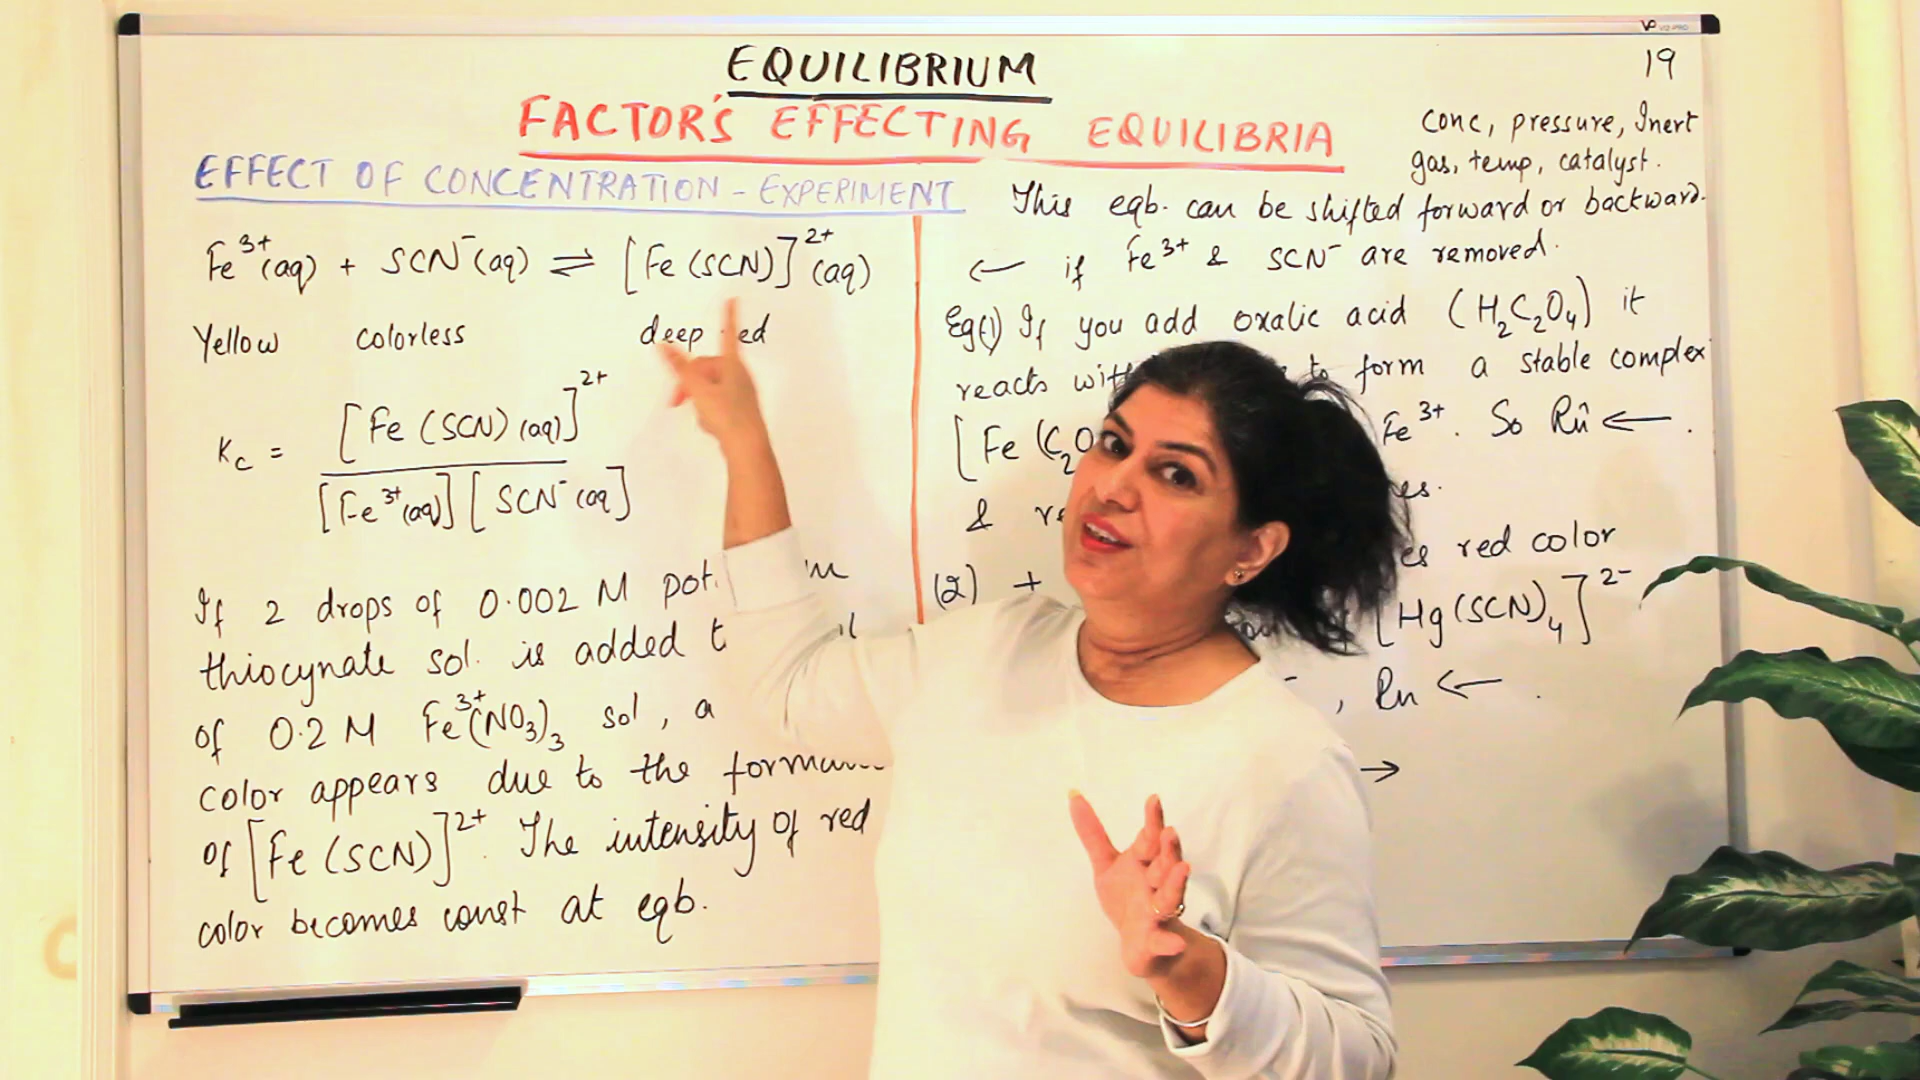 VIZ-PRO
19
EQUILIBRIUM
FACTOR'S EFFECTING EQUILIBRIA
conc, pressure, Inert
gas, temp, catalyst.
EFFECT OF CONCENTRATION - EXPERIMENT
Fe³⁺(aq) + SCN⁻(aq) ⇌ [Fe(SCN)]²⁺(aq)
Yellow colorless deep ed
Kc = [Fe(SCN)(aq)]²⁺
[Fe³⁺(aq)][SCN⁻(aq)]
If 2 drops of 0.002 M pot.
thiocynate sol. is added
of 0.2 M Fe³⁺(NO₃)₃ sol, a
color appears due to the
of [Fe(SCN)]²⁺. The intensity of red
color becomes const at eqb.
This eqb. can be shifted forward or backward.
← if Fe³⁺ & SCN⁻ are removed.
Eg(1) If you add oxalic acid (H₂C₂O₄) it
reacts to form a stable complex
[Fe(C₂O Fe³⁺. So Rn ←.
&
red color
(2) + [Hg(SCN)₄]²⁻
, Rn ← .
→